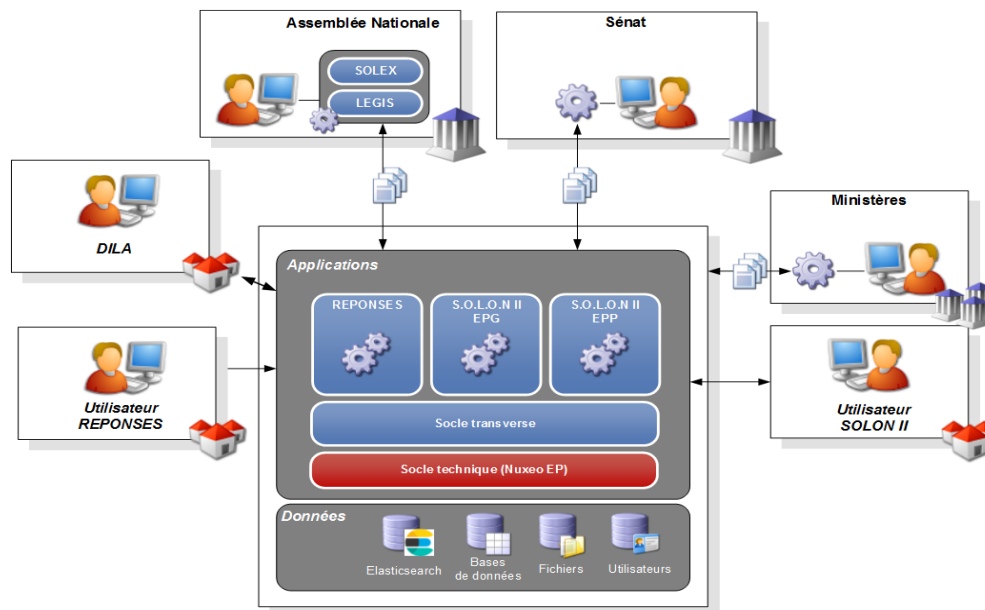 Assemblée Nationale
SOLEX
LEGIS
Sénat
DILA
Ministères
Applications
REPONSES
S.O.L.O.N II
EPG
S.O.L.O.N II
EPP
Utilisateur
REPONSES
Utilisateur
SOLON II
Socle transverse
Socle technique (Nuxeo EP)
Données
Elasticsearch
Bases
de données
Fichiers
Utilisateurs